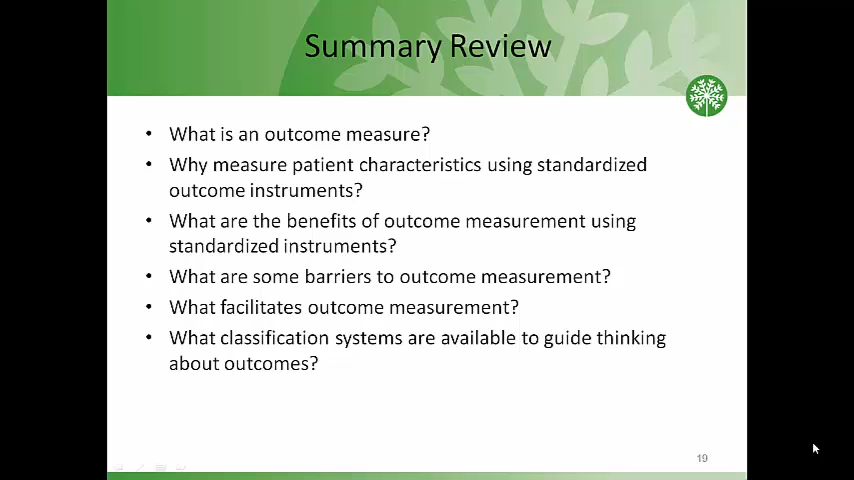 Summary Review
• What is an outcome measure?
• Why measure patient characteristics using standardized
outcome instruments?
• What are the benefits of outcome measurement using
standardized instruments?
• What are some barriers to outcome measurement?
• What facilitates outcome measurement?
• What classification systems are available to guide thinking
about outcomes?
19